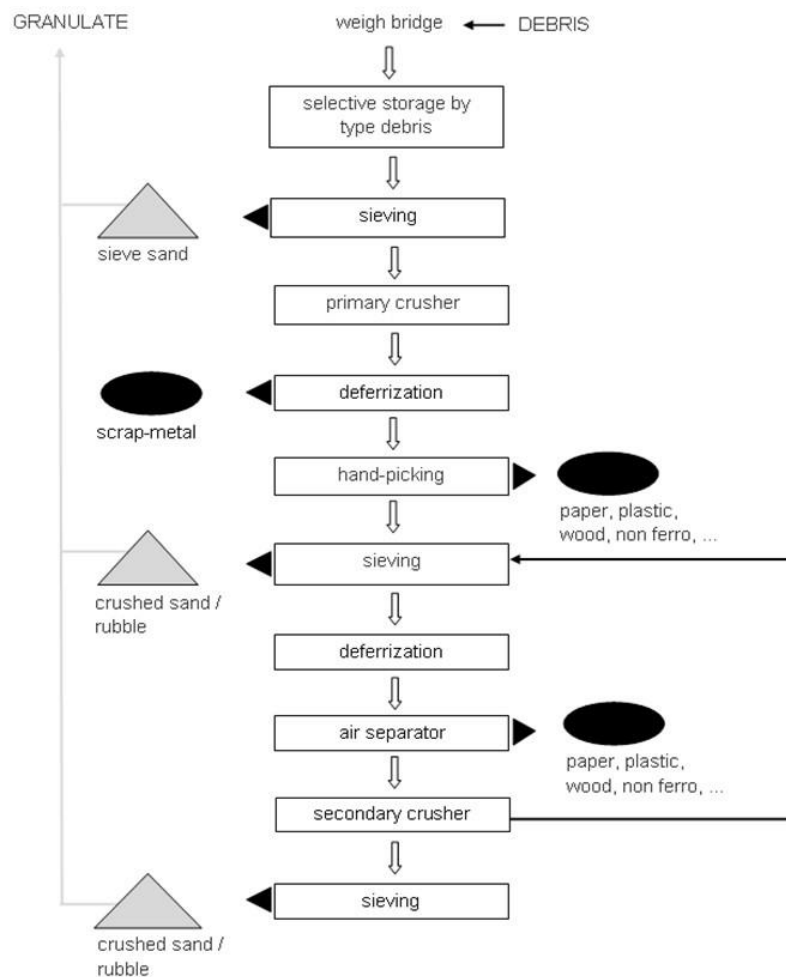 GRANULATE
weigh bridge
DEBRIS
selective storage by
type debris
sieving
sieve sand
primary crusher
deferrization
scrap-metal
hand-picking
paper, plastic,
wood, non ferro, ...
sieving
crushed sand /
rubble
deferrization
air separator
paper, plastic,
wood, non ferro, ...
secondary crusher
sieving
crushed sand /
rubble